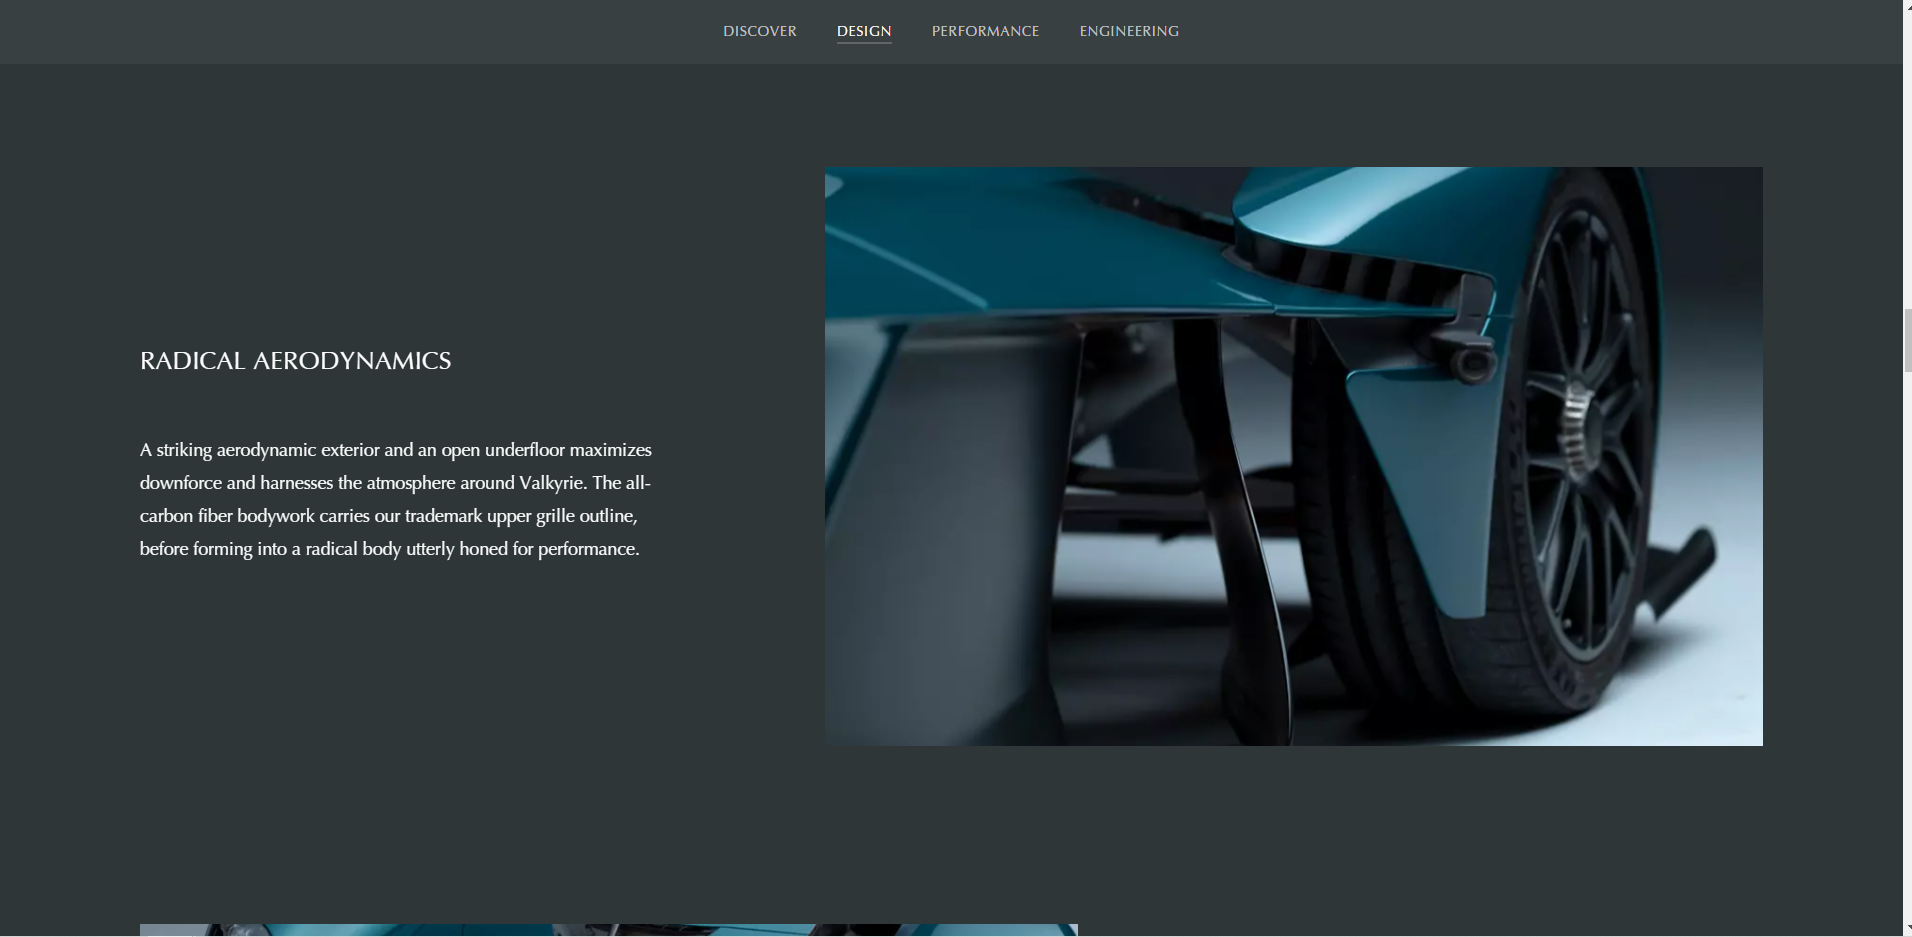 DISCOVER DESIGN PERFORMANCE ENGINEERING
RADICAL AERODYNAMICS
A striking aerodynamic exterior and an open underfloor maximizes
downforce and harnesses the atmosphere around Valkyrie. The all-
carbon fiber bodywork carries our trademark upper grille outline,
before forming into a radical body utterly honed for performance.